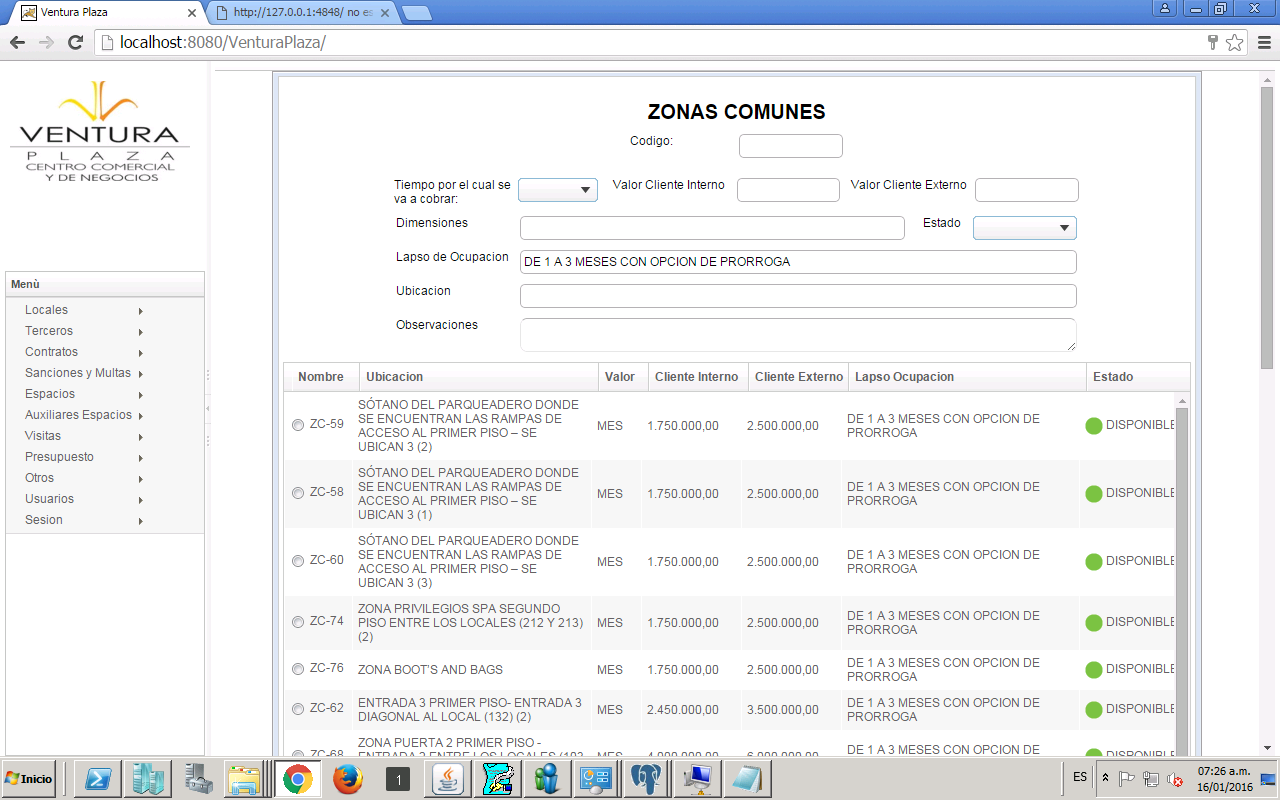 Ventura Plaza
http://127.0.0.1:4848/ no es
localhost:8080/VenturaPlaza/
VENTURA
PLAZA
CENTRO COMERCIAL
Y DE NEGOCIOS
Menù
Locales
Terceros
Contratos
Sanciones y Multas
Espacios
Auxiliares Espacios
Visitas
Presupuesto
Otros
Usuarios
Sesion
ZONAS COMUNES
Codigo:
Tiempo por el cual se
va a cobrar:
Valor Cliente Interno
Valor Cliente Externo
Dimensiones
Estado
Lapso de Ocupacion DE 1 A 3 MESES CON OPCION DE PRORROGA
Ubicacion
Observaciones
Nombre Ubicacion Valor Cliente Interno Cliente Externo Lapso Ocupacion Estado
ZC-59
SÓTANO DEL PARQUEADERO DONDE
SE ENCUENTRAN LAS RAMPAS DE
ACCESO AL PRIMER PISO – SE
UBICAN 3 (2)
MES 1.750.000,00 2.500.000,00
DE 1 A 3 MESES CON OPCION DE
PRORROGA
DISPONIBLE
ZC-58
SÓTANO DEL PARQUEADERO DONDE
SE ENCUENTRAN LAS RAMPAS DE
ACCESO AL PRIMER PISO – SE
UBICAN 3 (1)
MES 1.750.000,00 2.500.000,00
DE 1 A 3 MESES CON OPCION DE
PRORROGA
DISPONIBLE
ZC-60
SÓTANO DEL PARQUEADERO DONDE
SE ENCUENTRAN LAS RAMPAS DE
ACCESO AL PRIMER PISO – SE
UBICAN 3 (3)
MES 1.750.000,00 2.500.000,00
DE 1 A 3 MESES CON OPCION DE
PRORROGA
DISPONIBLE
ZC-74
ZONA PRIVILEGIOS SPA SEGUNDO
PISO ENTRE LOS LOCALES (212 Y 213)
(2)
MES 1.750.000,00 2.500.000,00
DE 1 A 3 MESES CON OPCION DE
PRORROGA
DISPONIBLE
ZC-76
ZONA BOOT'S AND BAGS
MES 1.750.000,00 2.500.000,00
DE 1 A 3 MESES CON OPCION DE
PRORROGA
DISPONIBLE
ZC-62
ENTRADA 3 PRIMER PISO- ENTRADA 3
DIAGONAL AL LOCAL (132) (2)
MES 2.450.000,00 3.500.000,00
DE 1 A 3 MESES CON OPCION DE
PRORROGA
DISPONIBLE
ZC-68
ZONA PUERTA 2 PRIMER PISO -
ENTRADA 2 ENTRE LOS LOCALES
MES
DE 1 A 3 MESES CON OPCION DE
PRORROGA
DISPONIBLE
Inicio
1
ES
07:26 a.m.
16/01/2016